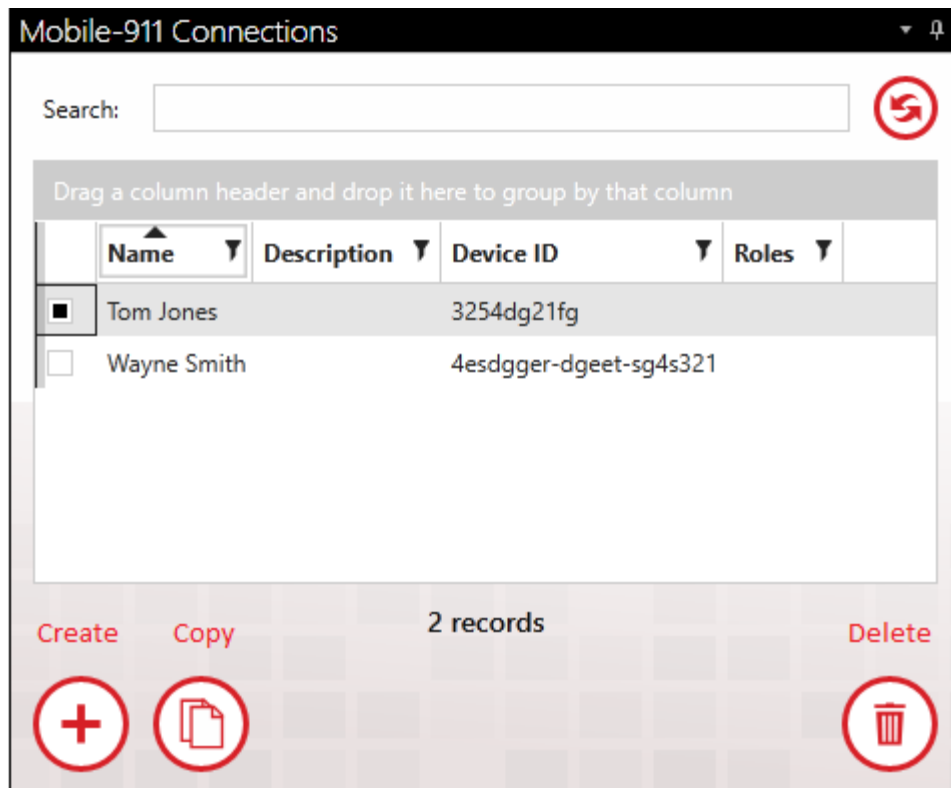 Mobile-911 Connections
Search:
Drag a column header and drop it here to group by that column
Name Description Device ID Roles
Tom Jones 3254dg21fg
Wayne Smith 4esdgger-dgeet-sg4s321
2 records
Create Copy Delete